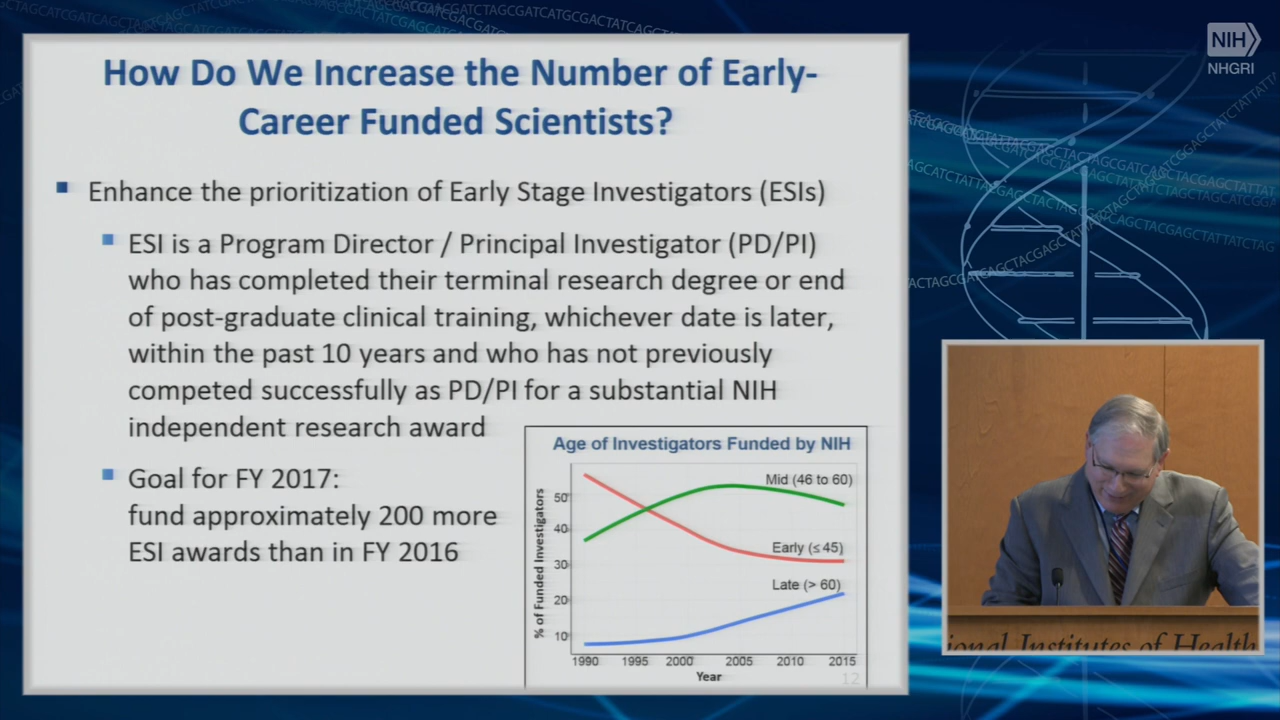 NIH
NHGRI
How Do We Increase the Number of Early-
Career Funded Scientists?
Enhance the prioritization of Early Stage Investigators (ESIs)
ESI is a Program Director / Principal Investigator (PD/PI)
who has completed their terminal research degree or end
of post-graduate clinical training, whichever date is later,
within the past 10 years and who has not previously
competed successfully as PD/PI for a substantial NIH
independent research award
Goal for FY 2017:
fund approximately 200 more
ESI awards than in FY 2016
Age of Investigators Funded by NIH
% of Funded Investigators
50
40
30
20
10
Mid (46 to 60)
Early (≤ 45)
Late (> 60)
1990 1995 2000 2005 2010 2015
Year
12
ional Institutes of Health